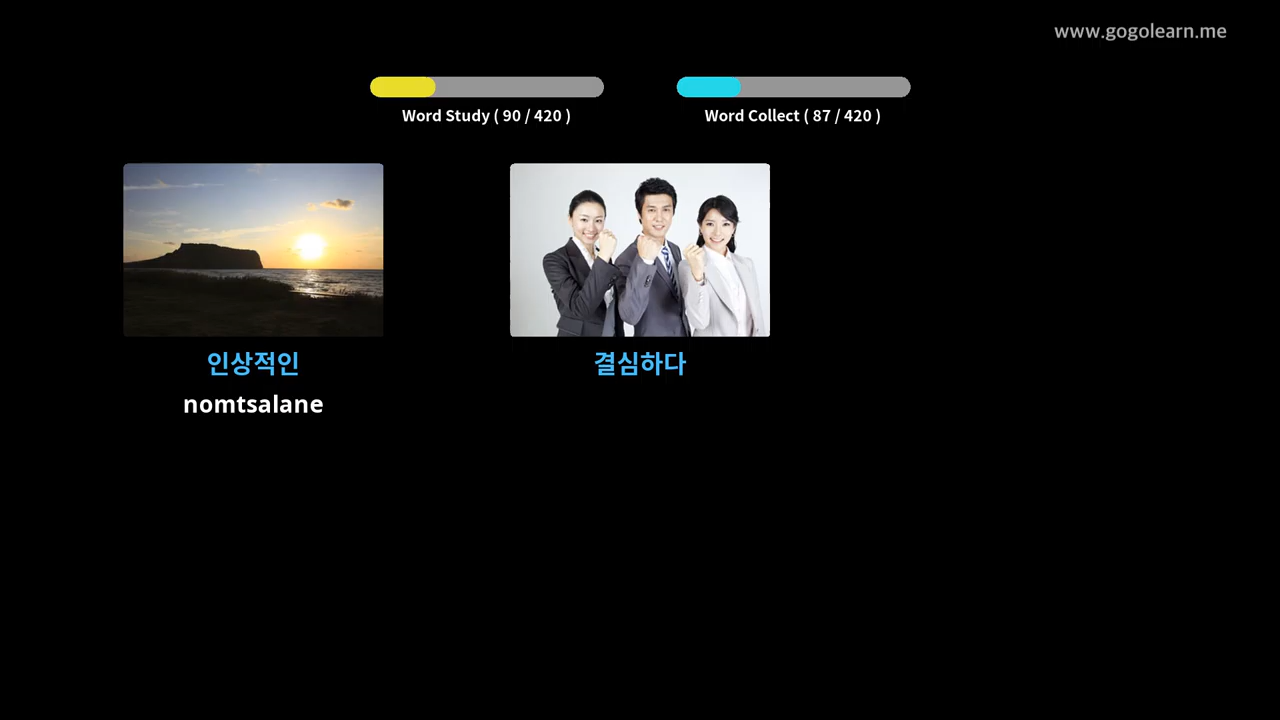 www.gogolearn.me
Word Study ( 90 / 420 )
Word Collect ( 87 / 420 )
인상적인
nomtsalane
결심하다